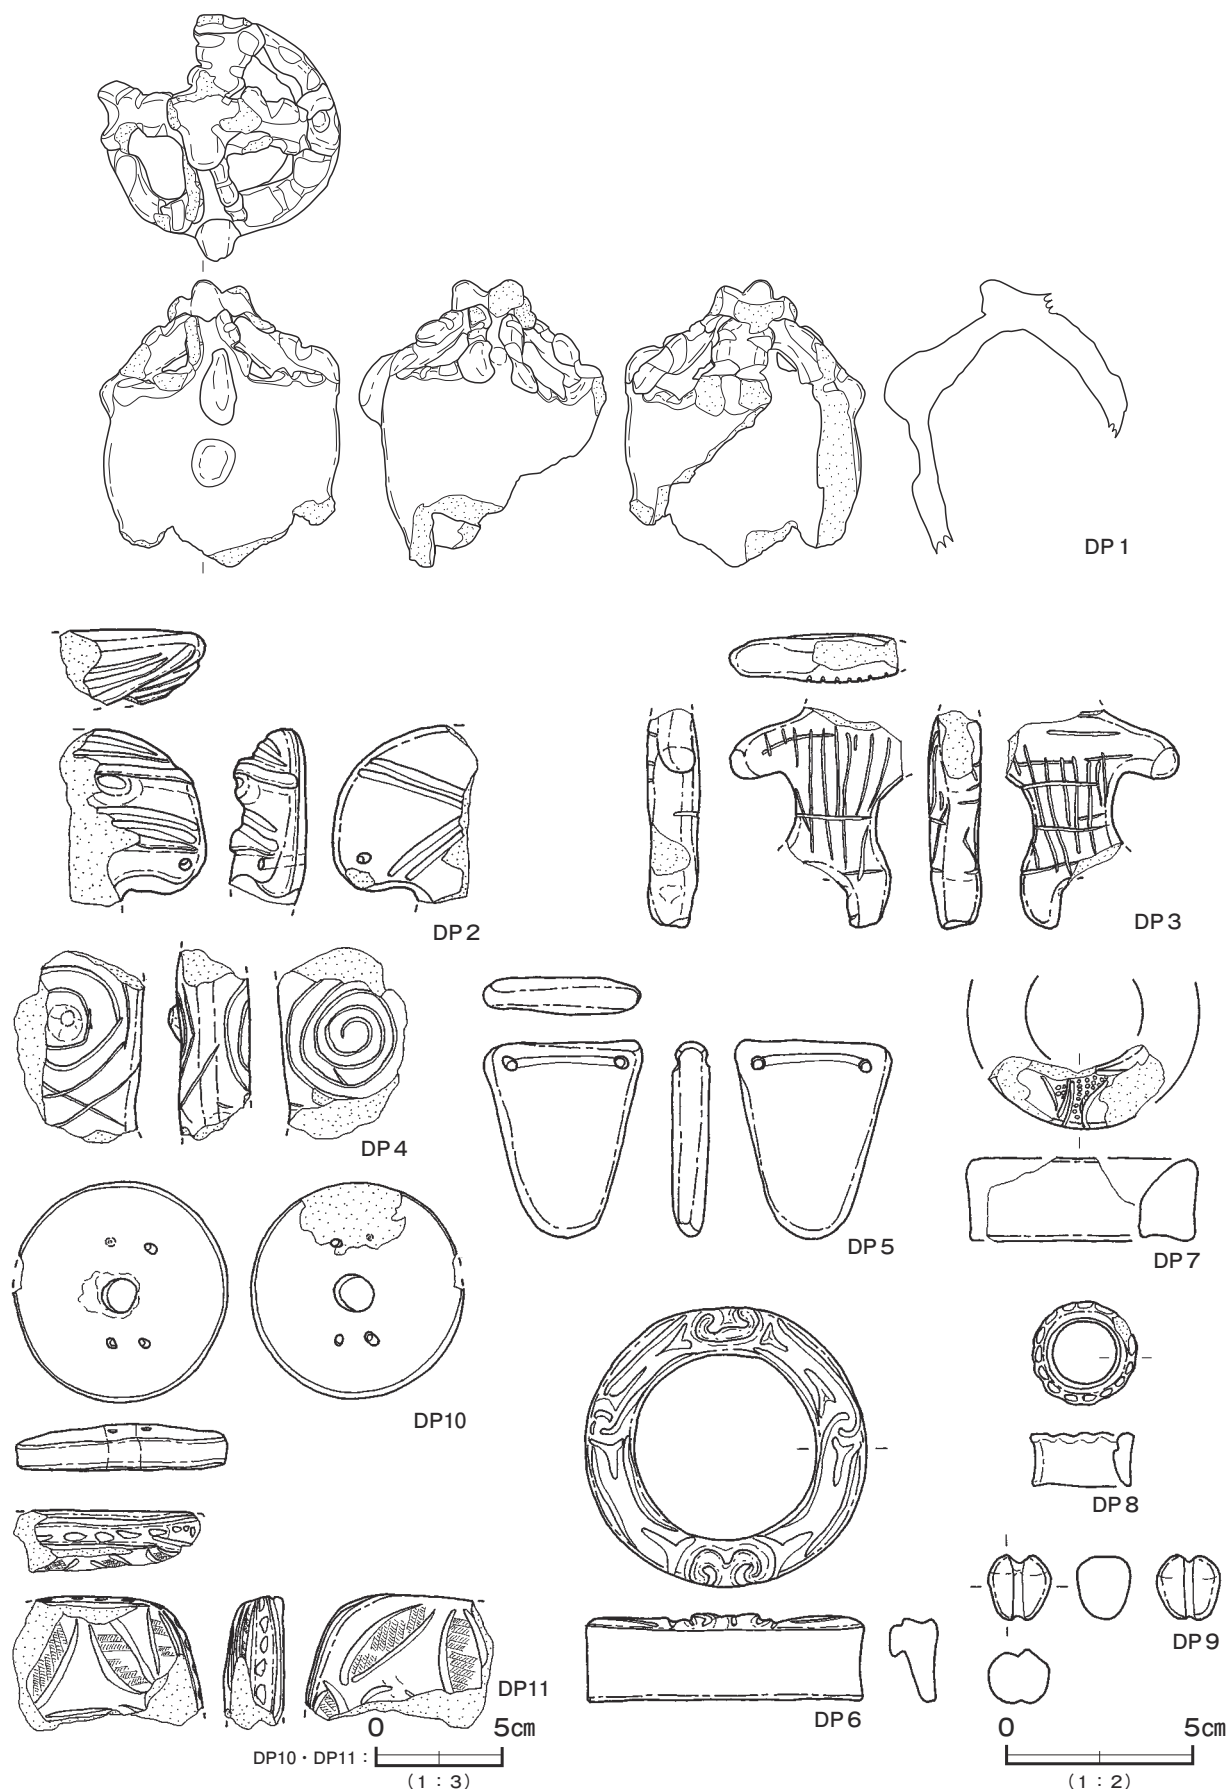 DP1
DP2
DP3
DP4
DP5
DP7
DP10
DP8
DP9
DP11
DP6
0 5cm
DP10・DP11：
（1：3）
0 5cm
（1：2）